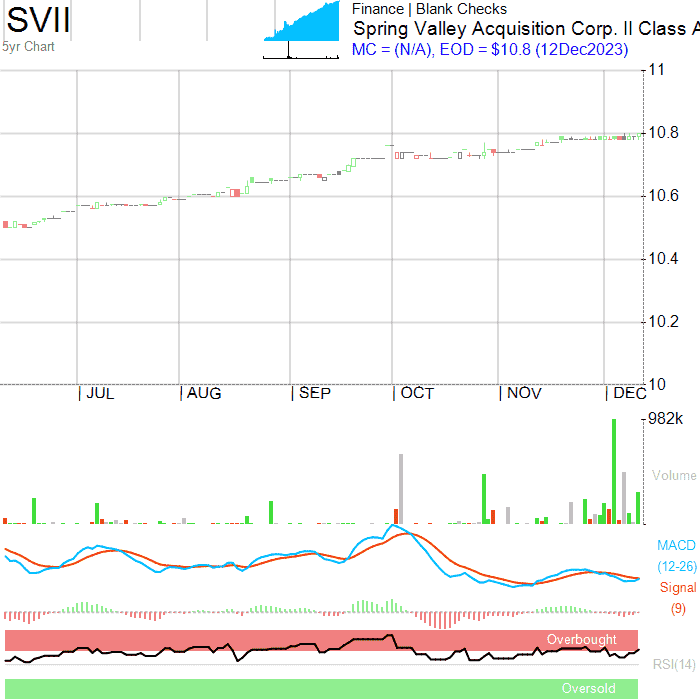 SVII
5yr Chart
Finance | Blank Checks
Spring Valley Acquisition Corp. II Class A
MC = (N/A), EOD = $10.8 (12Dec2023)
11
10.8
10.6
10.4
10.2
10
| JUL | AUG | SEP | OCT | NOV | DEC
982k
Volume
MACD
(12-26)
Signal
(9)
Overbought
RSI(14)
Oversold